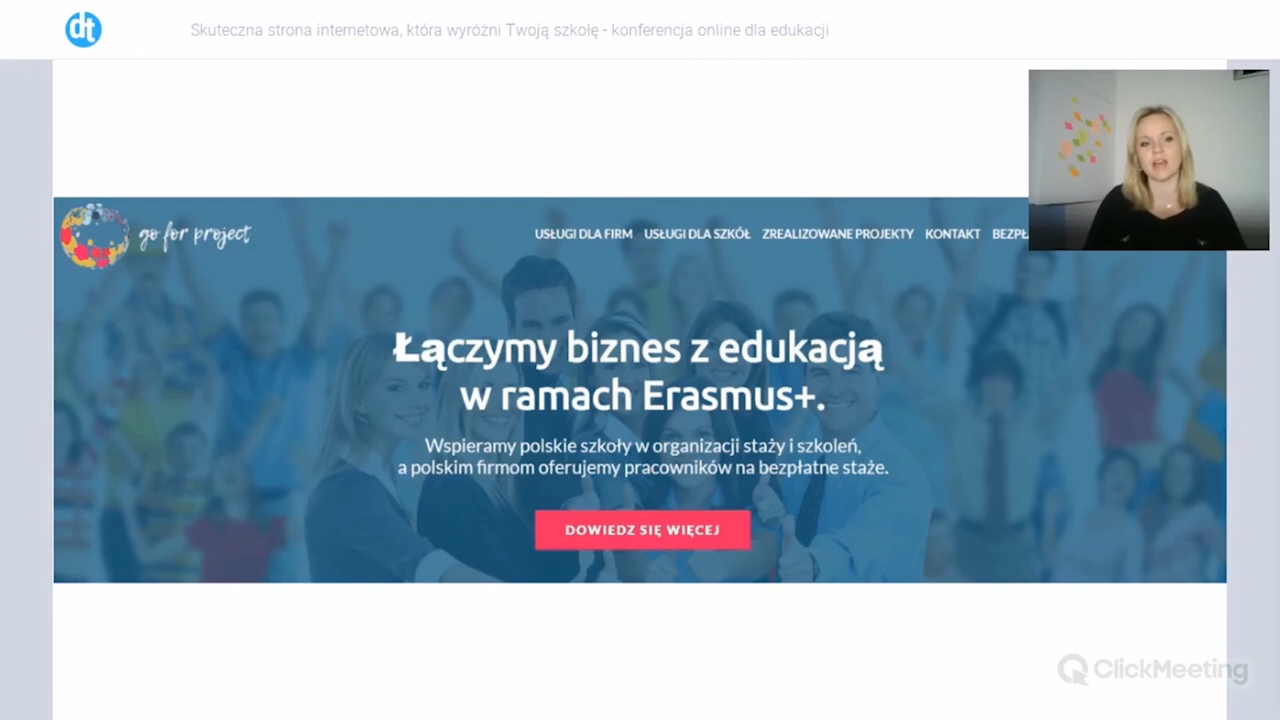 dt
Skuteczna strona internetowa, która wyróżni Twoją szkołę - konferencja online dla edukacji
go for project
USŁUGI DLA FIRM USŁUGI DLA SZKÓŁ ZREALIZOWANE PROJEKTY KONTAKT
Łączymy biznes z edukacją
w ramach Erasmus+.
Wspieramy polskie szkoły w organizacji staży i szkoleń,
a polskim firmom oferujemy pracowników na bezpłatne staże.
DOWIEDZ SIĘ WIĘCEJ
ClickMeeting